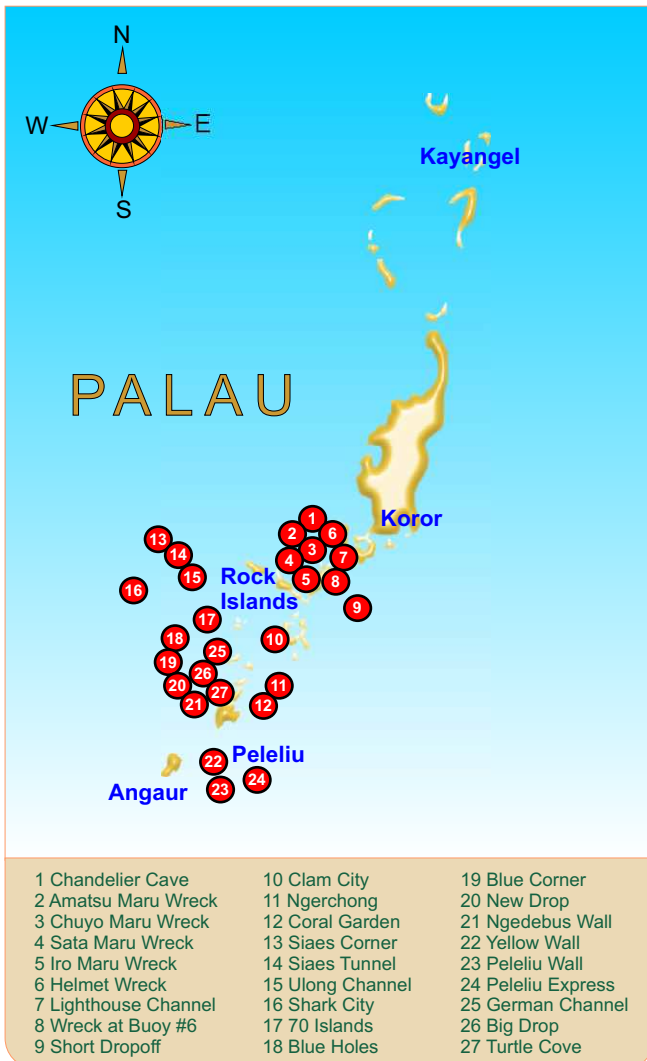 N
W
E
S
Kayangel
PALAU
Koror
1
2
6
3
13
14
4
7
15
5
8
Rock
Islands
16
9
17
10
18
25
19
26
20
27
11
21
12
22
Peleliu
24
23
Angaur
1 Chandelier Cave
2 Amatsu Maru Wreck
3 Chuyo Maru Wreck
4 Sata Maru Wreck
5 Iro Maru Wreck
6 Helmet Wreck
7 Lighthouse Channel
8 Wreck at Buoy #6
9 Short Dropoff
10 Clam City
11 Ngerchong
12 Coral Garden
13 Siaes Corner
14 Siaes Tunnel
15 Ulong Channel
16 Shark City
17 70 Islands
18 Blue Holes
19 Blue Corner
20 New Drop
21 Ngedebus Wall
22 Yellow Wall
23 Peleliu Wall
24 Peleliu Express
25 German Channel
26 Big Drop
27 Turtle Cove